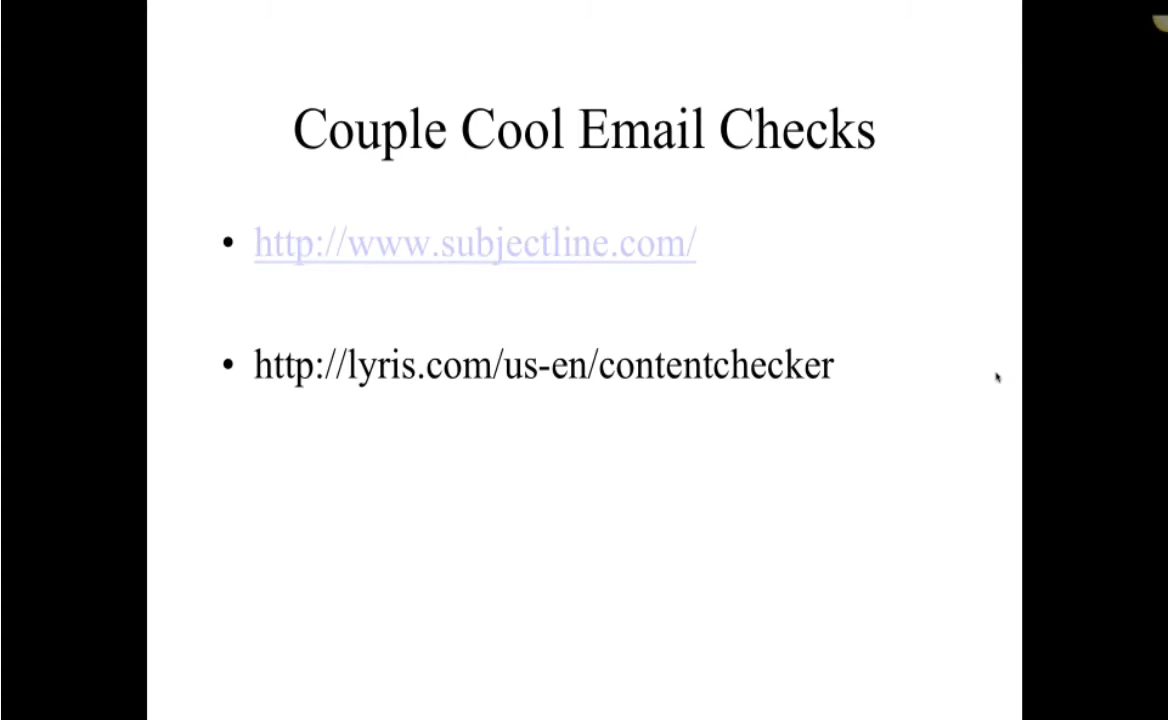 Couple Cool Email Checks
• http://www.subjectline.com/
• http://lyris.com/us-en/contentchecker